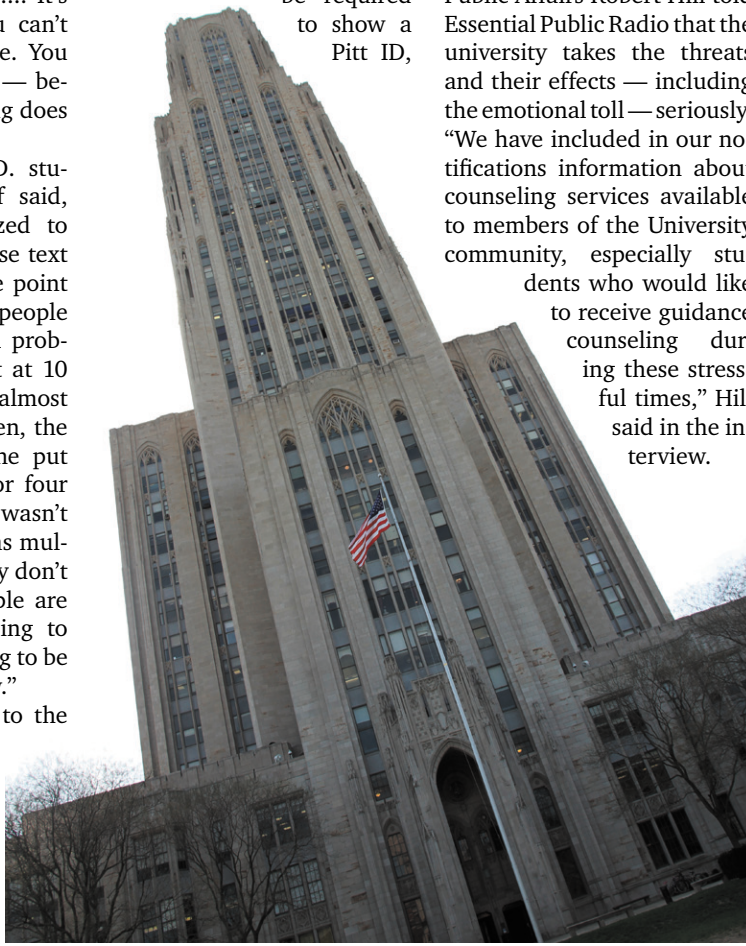 .... It's
u can't
e. You
— be-
g does
D. stu-
f said,
zed to
se text
e point
people
prob-
t at 10
almost
en, the
ne put
or four
wasn't
as mul-
y don't
ple are
ing to
g to be
y.”
to the
be required
to show a
Pitt ID,
Public Affairs Robert Hill told
Essential Public Radio that the
university takes the threats
and their effects — including
the emotional toll — seriously.
“We have included in our no
tifications information about
counseling services available
to members of the University
community, especially stu
dents who would like
to receive guidance
counseling dur
ing these stress
ful times,” Hil
said in the in
terview.